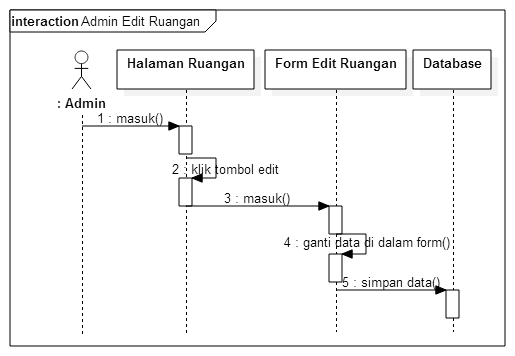 interaction Admin Edit Ruangan
Halaman Ruangan
Form Edit Ruangan
Database
: Admin
1 : masuk()
2 : klik tombol edit
3 : masuk()
4 : ganti data di dalam form()
5 : simpan data()